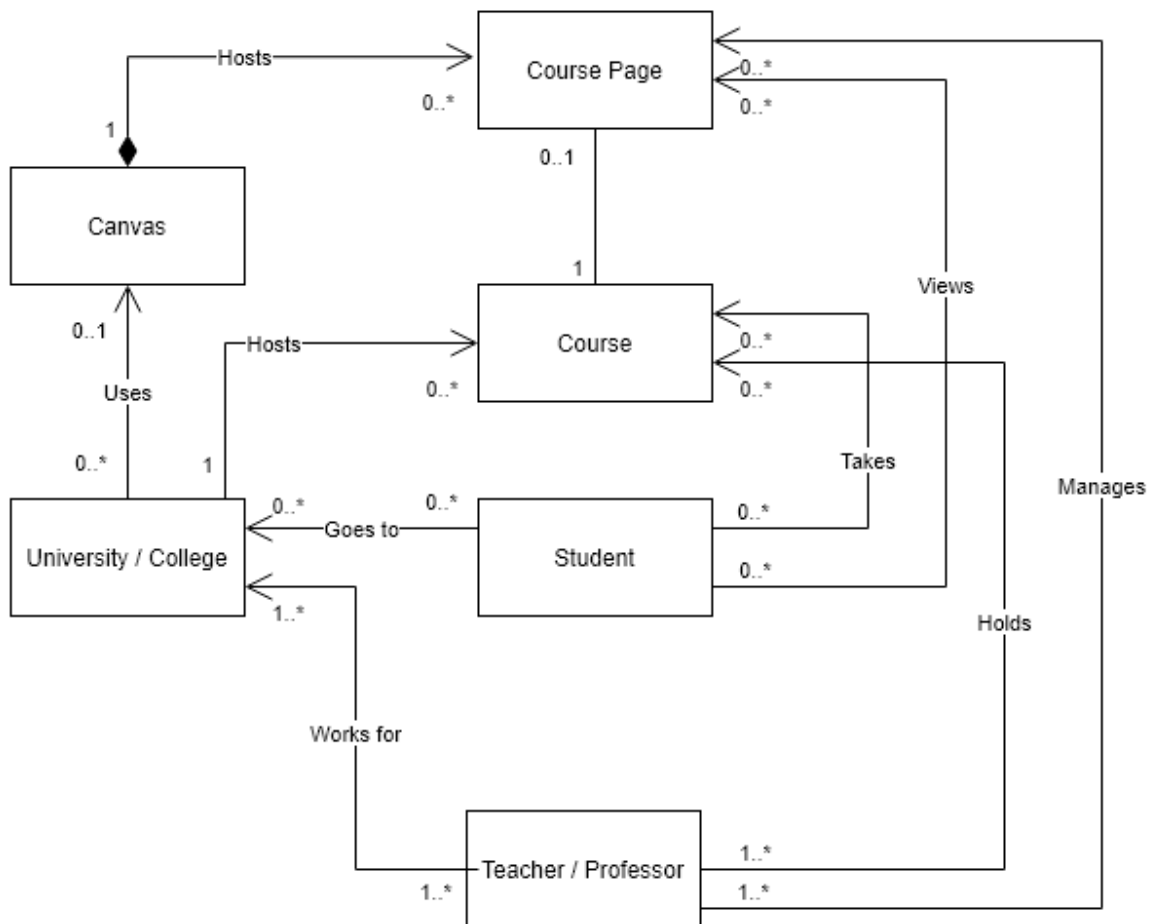 Hosts
Course Page
0..*
0..*
0..*
1
0..1
Canvas
1
Views
0..1
Hosts
Course
0..*
Uses
0..*
0..*
Takes
0..*
1
Manages
0..*
0..*
0..*
Goes to
University / College
Student
0..*
1..*
Holds
Works for
1..*
Teacher / Professor
1..*
1..*